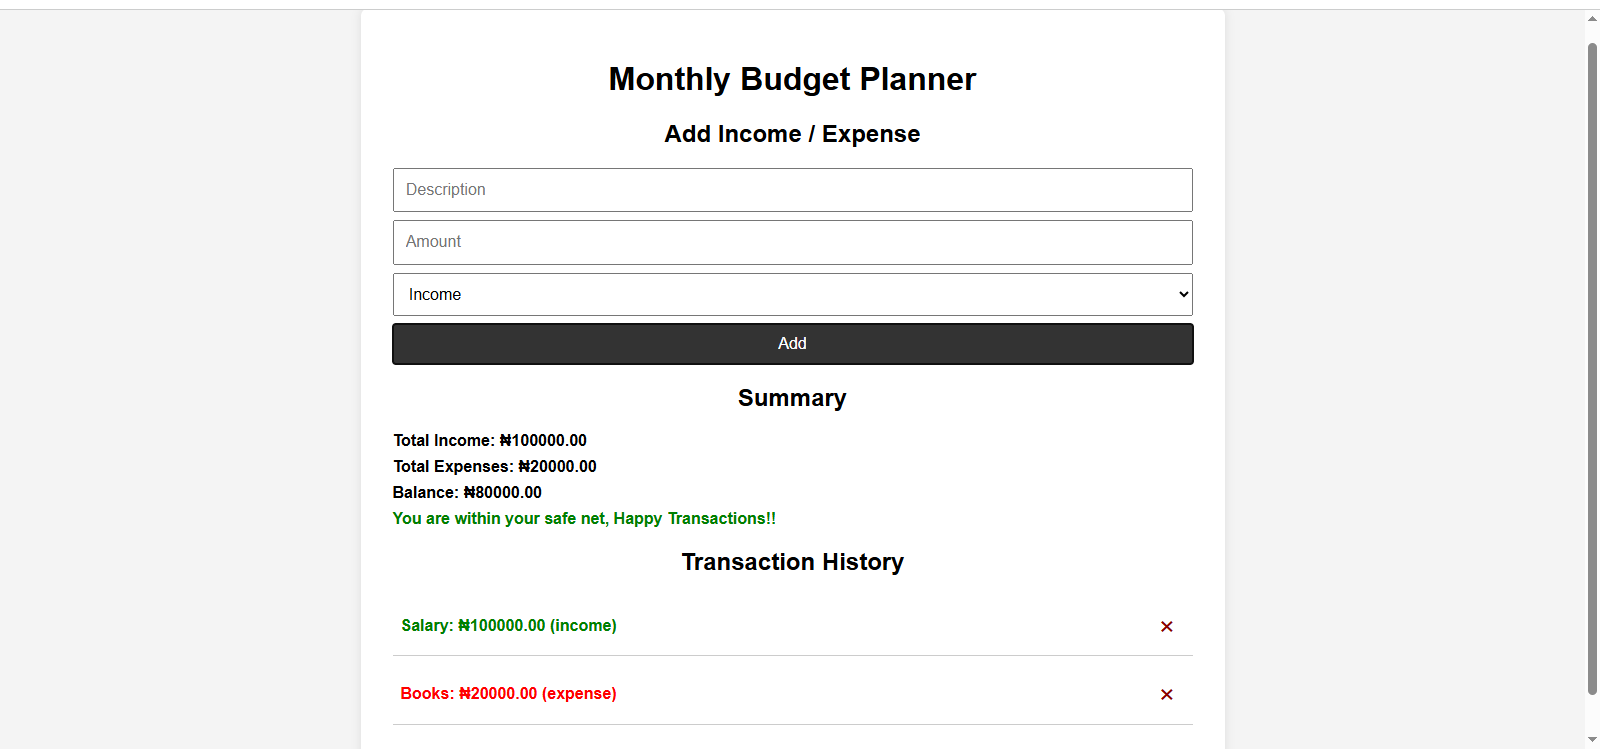 Monthly Budget Planner
Add Income / Expense
Description
Amount
Income
Add
Summary
Total Income: ₦100000.00
Total Expenses: ₦20000.00
Balance: ₦80000.00
You are within your safe net, Happy Transactions!!
Transaction History
Salary: ₦100000.00 (income) ✕
Books: ₦20000.00 (expense) ✕